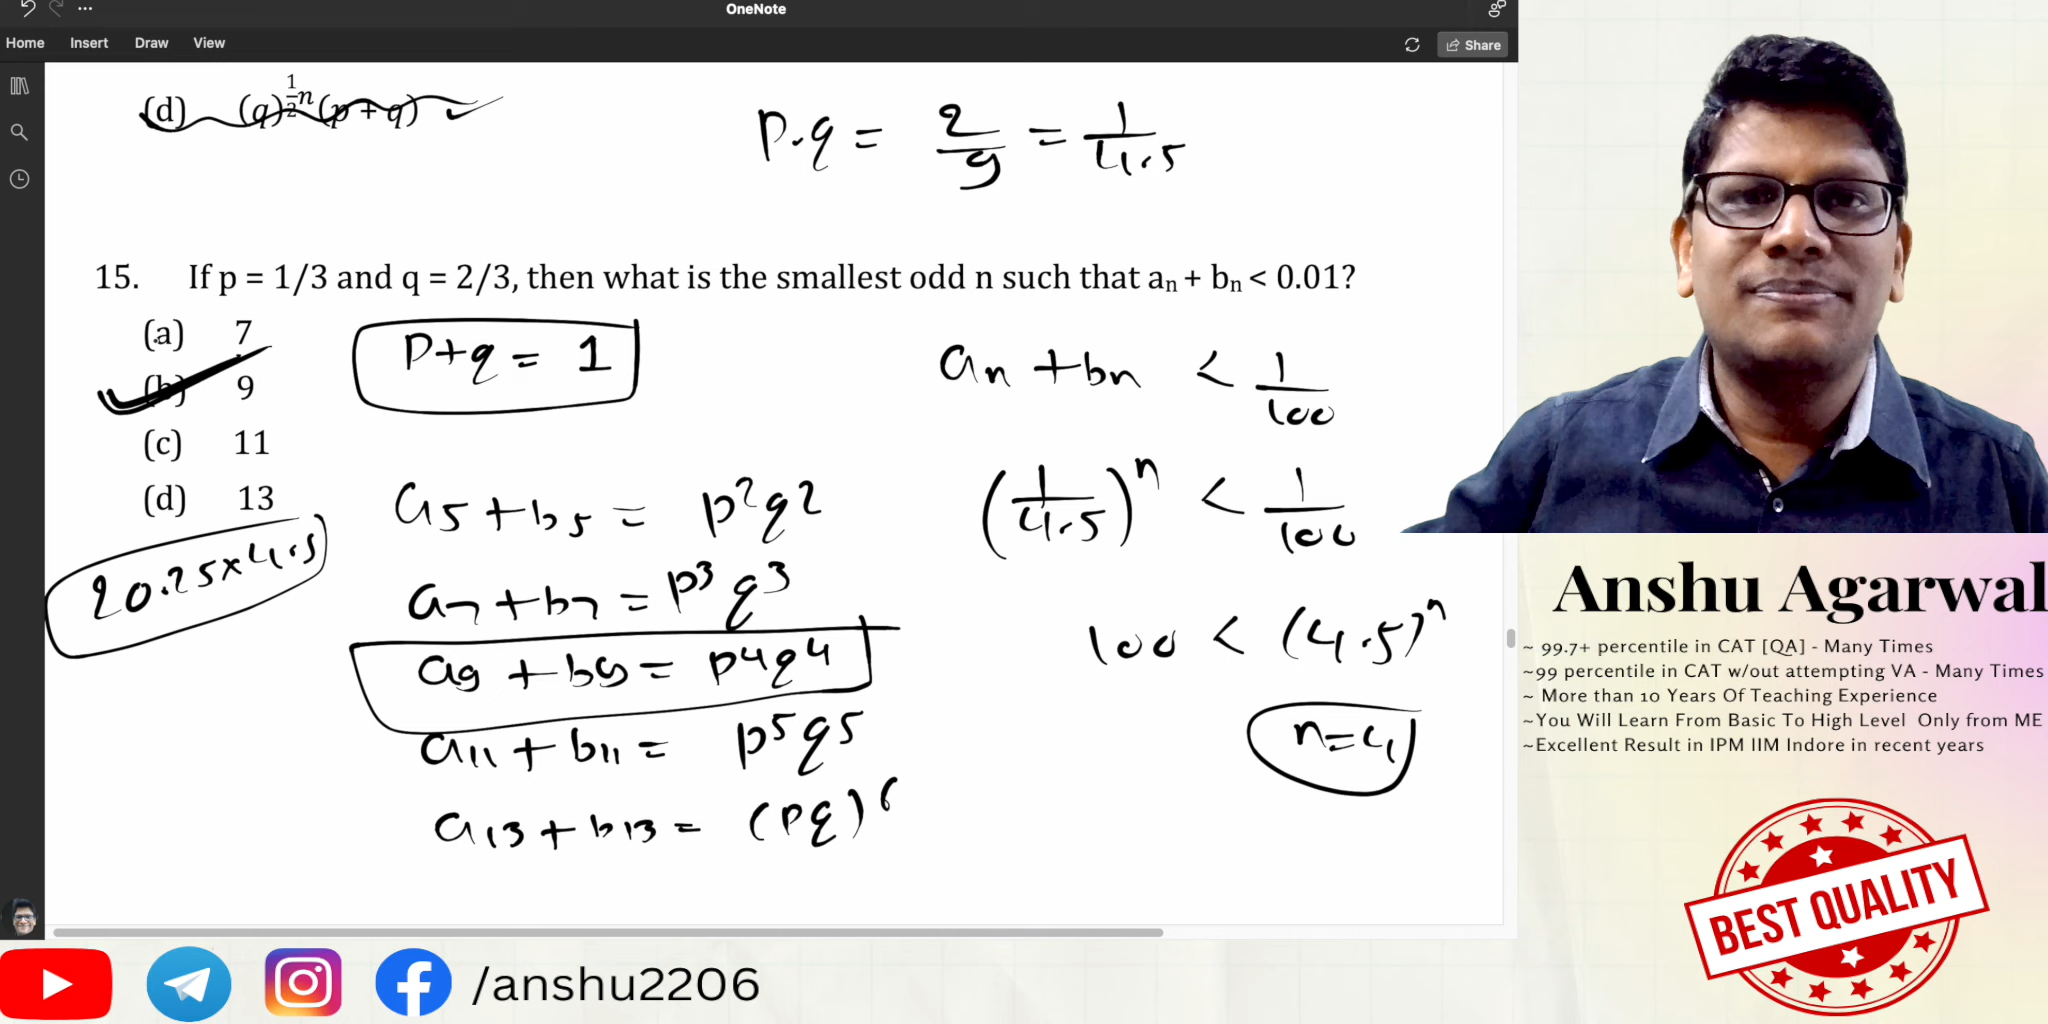 OneNote
Home Insert Draw View
Share
(d) (q)^{\frac{1}{2}n}(p + q)
P.q = 2/9 = 1/4.5
15. If p = 1/3 and q = 2/3, then what is the smallest odd n such that aₙ + bₙ < 0.01?
(a) 7
(b) 9
(c) 11
(d) 13
P+q = 1
20.25×4.5
a₅ + b₅ = p²q²
a₇ + b₇ = p³q³
a₉ + b₉ = p⁴q⁴
a₁₁ + b₁₁ = p⁵q⁵
a₁₃ + b₁₃ = (pq)⁶
aₙ + bₙ < 1/100
(1/4.5)ⁿ < 1/100
100 < (4.5)ⁿ
n=4
Anshu Agarwal
~ 99.7+ percentile in CAT [QA] - Many Times
~99 percentile in CAT w/out attempting VA - Many Times
~ More than 10 Years Of Teaching Experience
~You Will Learn From Basic To High Level Only from ME
~Excellent Result in IPM IIM Indore in recent years
BEST QUALITY
/anshu2206